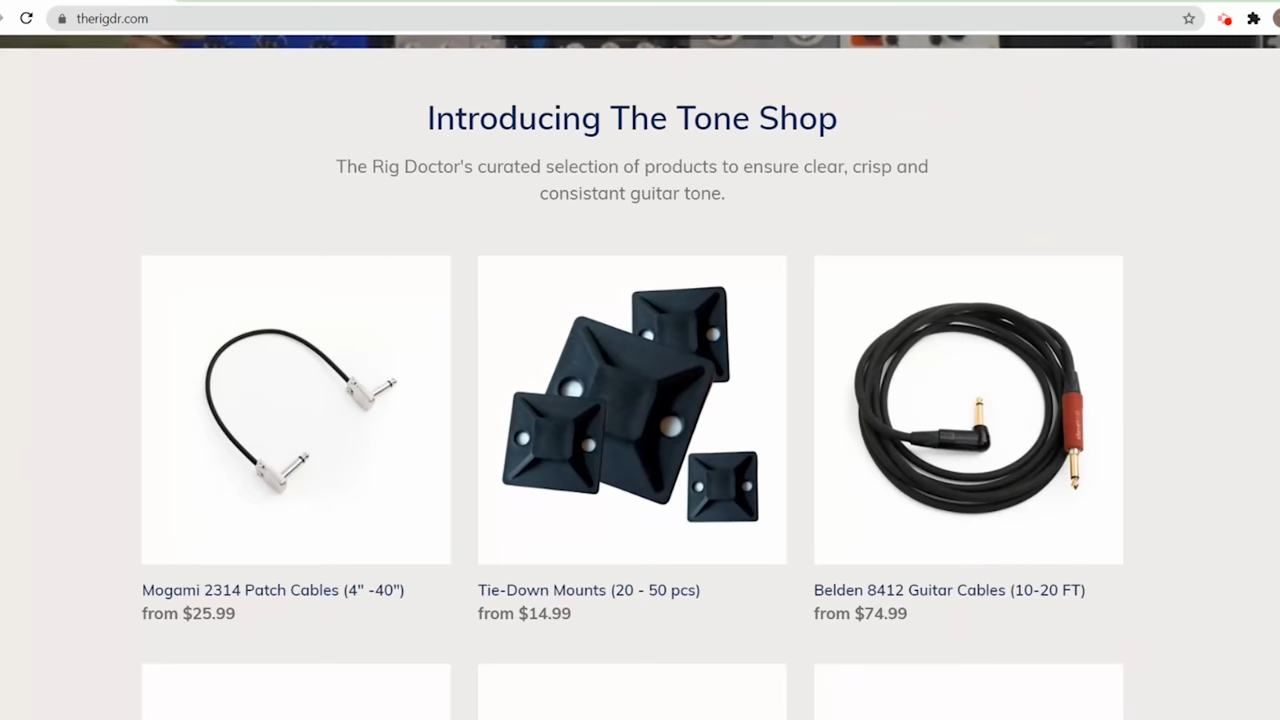 therigdr.com
Introducing The Tone Shop
The Rig Doctor's curated selection of products to ensure clear, crisp and
consistant guitar tone.
Mogami 2314 Patch Cables (4" -40")
from $25.99
Tie-Down Mounts (20 - 50 pcs)
from $14.99
Belden 8412 Guitar Cables (10-20 FT)
from $74.99